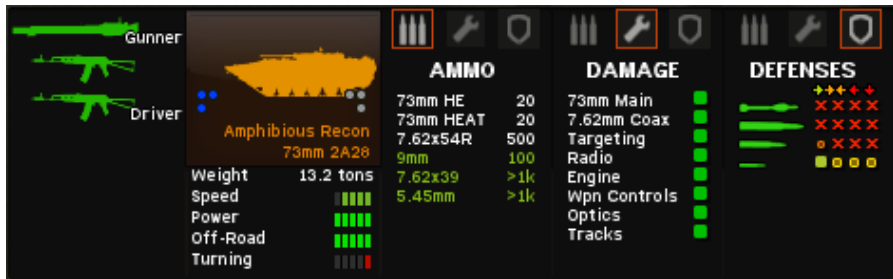 Gunner
Driver
Amphibious Recon
73mm 2A28
Weight 13.2 tons
Speed
Power
Off-Road
Turning
AMMO
73mm HE 20
73mm HEAT 20
7.62x54R 500
9mm 100
7.62x39 >1k
5.45mm >1k
DAMAGE
73mm Main
7.62mm Coax
Targeting
Radio
Engine
Wpn Controls
Optics
Tracks
DEFENSES